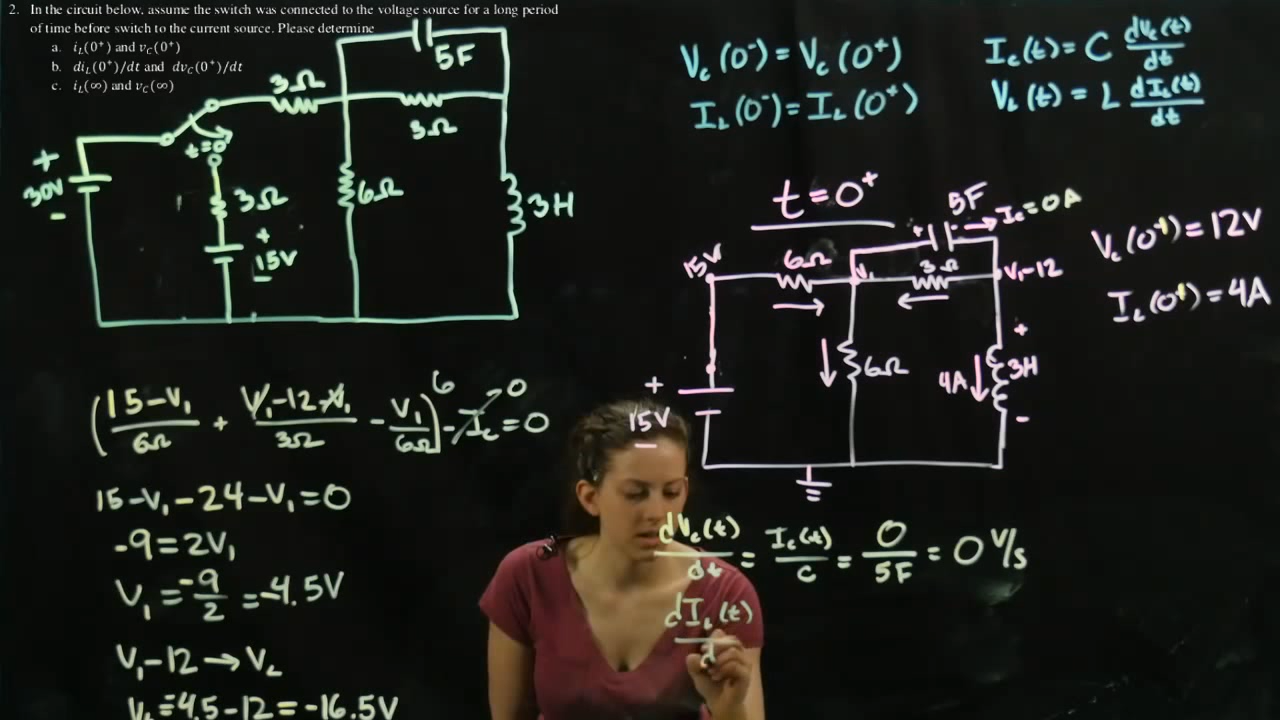 2. In the circuit below, assume the switch was connected to the voltage source for a long period
of time before switch to the current source. Please determine
a. iL(0⁺) and vC(0⁺)
b. diL(0⁺)/dt and dvC(0⁺)/dt
c. iL(∞) and vC(∞)
5F
3Ω
3Ω
t=0
+
30V
-
3Ω
+
15V
-
6Ω
3H
Vc(0⁻) = Vc(0⁺)
IL(0⁻) = IL(0⁺)
Ic(t) = C dVc(t)/dt
VL(t) = L dIL(t)/dt
t=0⁺
5F
Ic=0A
+ -
15V
6Ω
V1
3Ω
V1-12
+
15V
-
6Ω
4A
+
3H
-
Vc(0⁺)=12V
IL(0⁺)=4A
((15-V1)/6Ω + (V1-12-V1)/3Ω - V1/6Ω)6 - Ic = 0
0
15-V1-24-V1=0
-9=2V1
V1 = -9/2 = -4.5V
V1-12 → VL
VL = -4.5-12 = -16.5V
dVc(t)/dt = Ic(t)/C = 0/5F = 0 V/s
dIL(t)/d